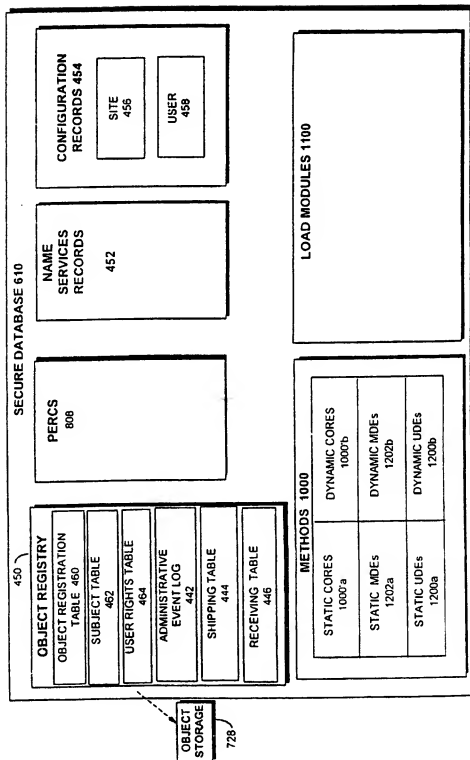 SECURE DATABASE 610
450
OBJECT REGISTRY
OBJECT REGISTRATION
TABLE 460
SUBJECT TABLE
462
USER RIGHTS TABLE
464
ADMINISTRATIVE
EVENT LOG
442
SHIPPING TABLE
444
RECEIVING TABLE
446
OBJECT
STORAGE
728
PERCS
808
NAME
SERVICES
RECORDS
452
CONFIGURATION
RECORDS 454
SITE
456
USER
458
METHODS 1000
STATIC CORES
1000'a
DYNAMIC CORES
1000'b
STATIC MDEs
1202a
DYNAMIC MDEs
1202b
STATIC UDEs
1200a
DYNAMIC UDEs
1200b
LOAD MODULES 1100